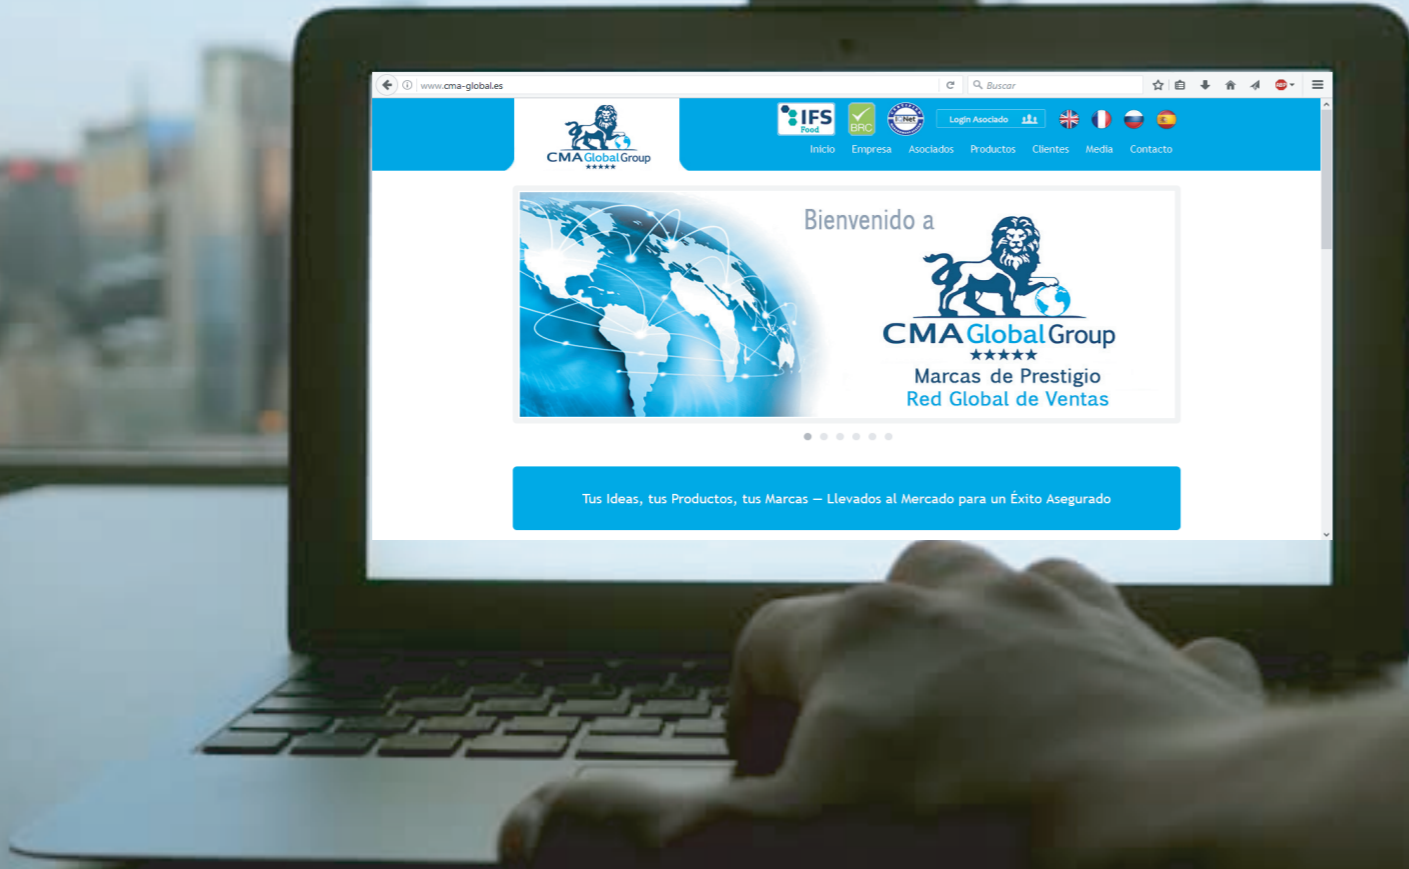 www.cma-global.es
Buscar
CMA Global Group
IFS
Food
BRC
CERTIFIED
IQNet
Login Asociado
Inicio Empresa Asociados Productos Clientes Media Contacto
Bienvenido a
CMA Global Group
Marcas de Prestigio
Red Global de Ventas
Tus Ideas, tus Productos, tus Marcas — Llevados al Mercado para un Éxito Asegurado